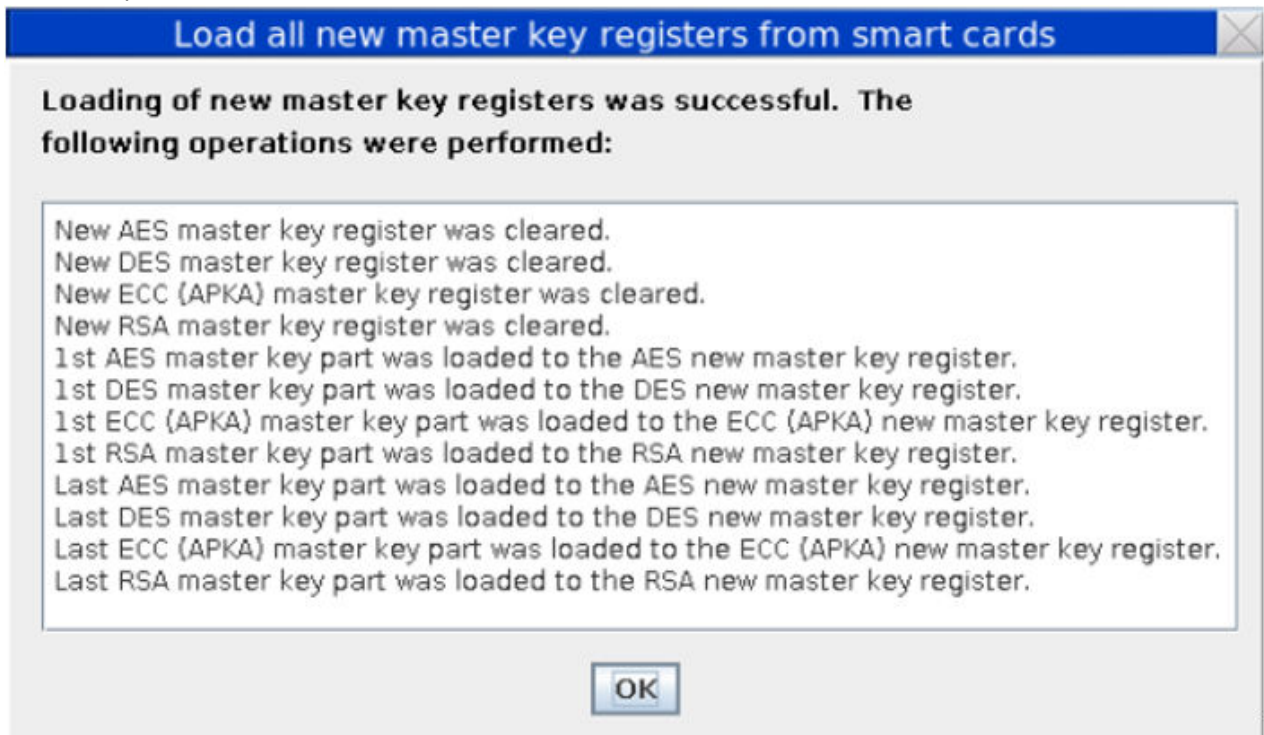 Load all new master key registers from smart cards
Loading of new master key registers was successful.  The
following operations were performed:
New AES master key register was cleared.
New DES master key register was cleared.
New ECC (APKA) master key register was cleared.
New RSA master key register was cleared.
1st AES master key part was loaded to the AES new master key register.
1st DES master key part was loaded to the DES new master key register.
1st ECC (APKA) master key part was loaded to the ECC (APKA) new master key register.
1st RSA master key part was loaded to the RSA new master key register.
Last AES master key part was loaded to the AES new master key register.
Last DES master key part was loaded to the DES new master key register.
Last ECC (APKA) master key part was loaded to the ECC (APKA) new master key register.
Last RSA master key part was loaded to the RSA new master key register.
OK